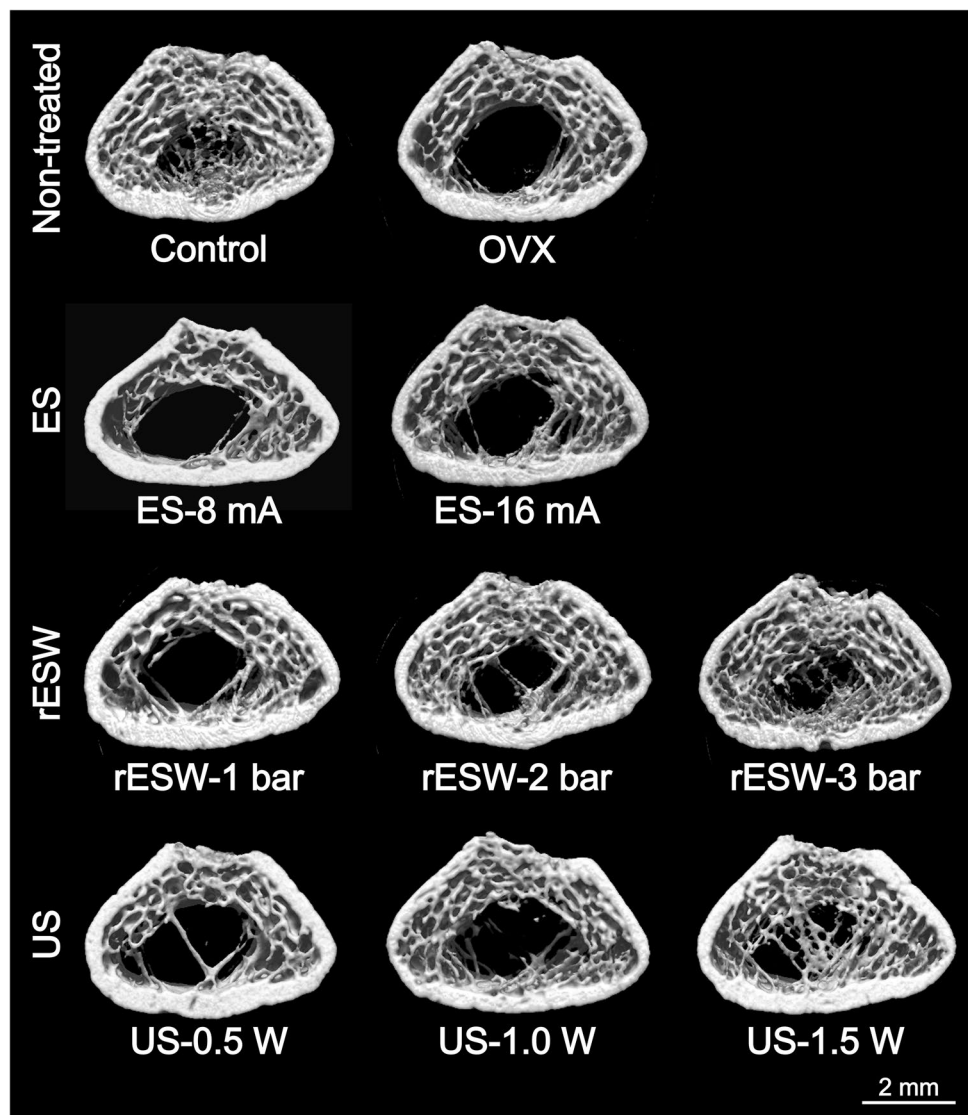 Non-treated
Control
OVX
ES
ES-8 mA
ES-16 mA
rESW
rESW-1 bar
rESW-2 bar
rESW-3 bar
US
US-0.5 W
US-1.0 W
US-1.5 W
2 mm